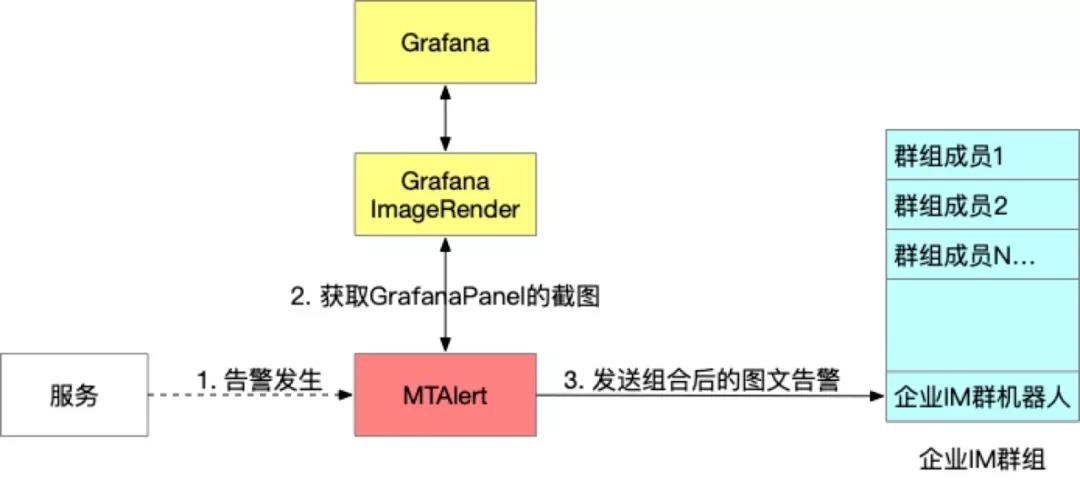 Grafana
Grafana
ImageRender
群组成员1
群组成员2
群组成员N...
2. 获取GrafanaPanel的截图
服务
1. 告警发生
MTAlert
3. 发送组合后的图文告警
企业IM群机器人
企业IM群组